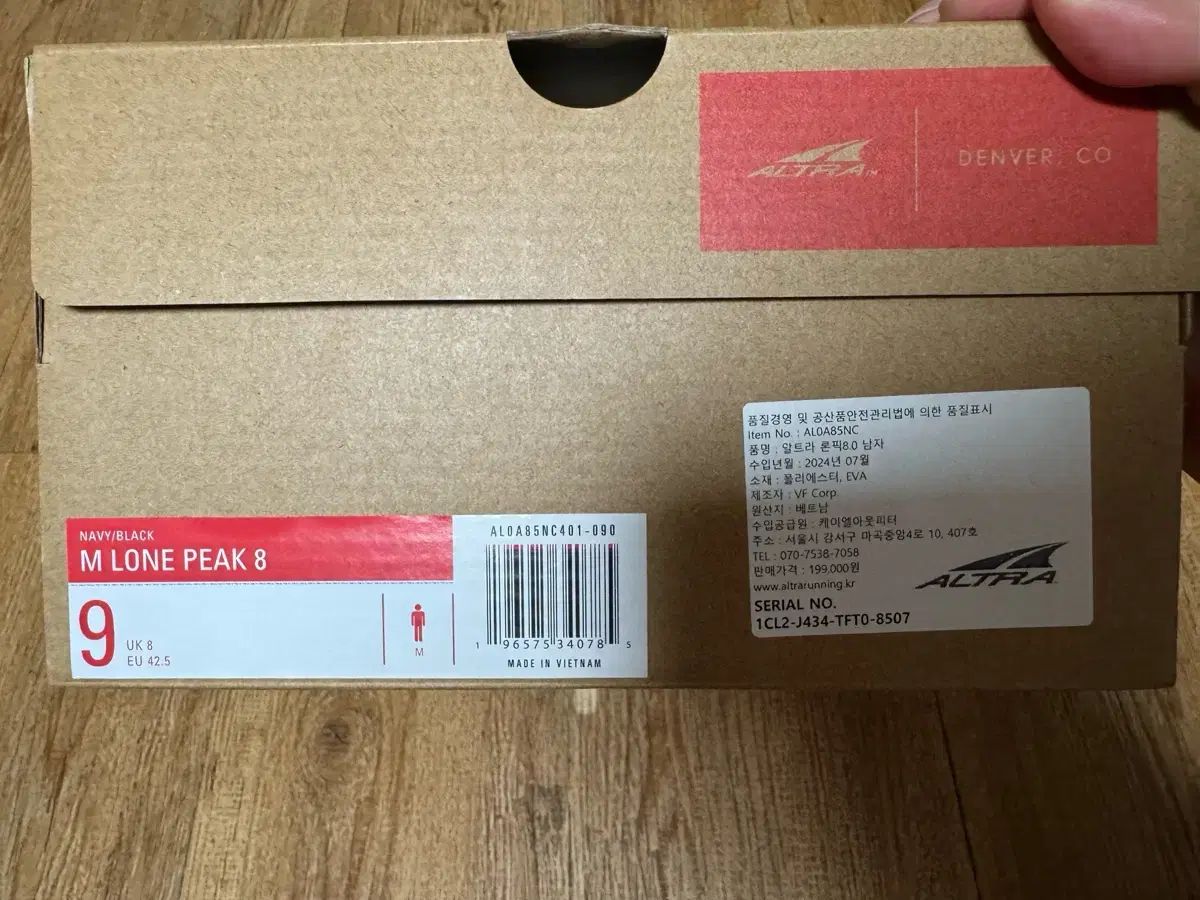 ALTRA™
DENVER, CO
품질경영 및 공산품안전관리법에 의한 품질표시
Item No. : AL0A85NC
품명 : 알트라 론픽8.0 남자
수입년월 : 2024년 07월
소재 : 폴리에스터, EVA
제조자 : VF Corp.
원산지 : 베트남
수입공급원 : 케이엘아웃피터
주소 : 서울시 강서구 마곡중앙4로 10, 407호
TEL : 070-7538-7058
판매가격 : 199,000원
www.altrarunning.kr
ALTRA
SERIAL NO.
1CL2-J434-TFT0-8507
NAVY/BLACK
M LONE PEAK 8
9
UK 8
EU 42.5
M
AL0A85NC401-090
1 96575 34078 5
MADE IN VIETNAM